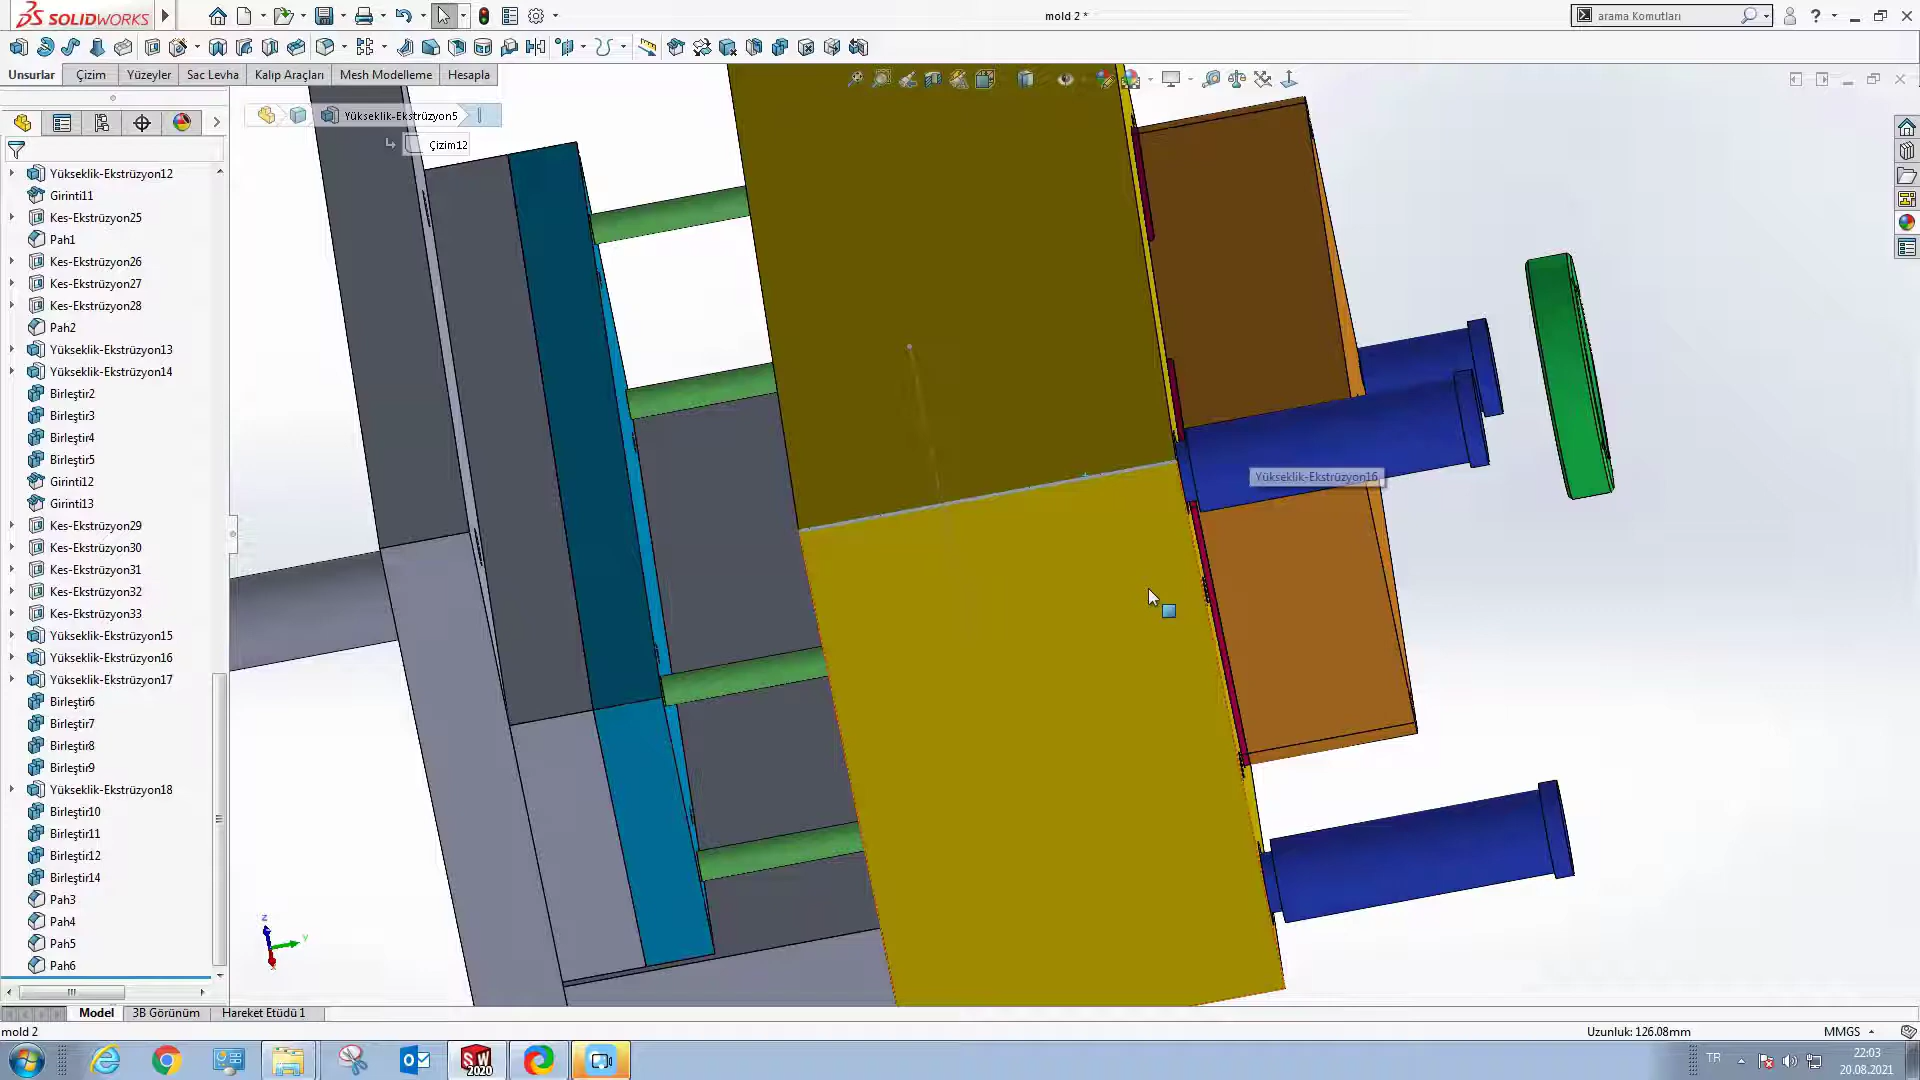 SOLIDWORKS
mold 2 *
arama Komutları
Unsurlar
Çizim
Yüzeyler
Sac Levha
Kalıp Araçları
Mesh Modelleme
Hesapla
Yükseklik-Ekstrüzyon5
Çizim12
Yükseklik-Ekstrüzyon12
Girinti11
Kes-Ekstrüzyon25
Pah1
Kes-Ekstrüzyon26
Kes-Ekstrüzyon27
Kes-Ekstrüzyon28
Pah2
Yükseklik-Ekstrüzyon13
Yükseklik-Ekstrüzyon14
Birleştir2
Birleştir3
Birleştir4
Birleştir5
Girinti12
Girinti13
Kes-Ekstrüzyon29
Kes-Ekstrüzyon30
Kes-Ekstrüzyon31
Kes-Ekstrüzyon32
Kes-Ekstrüzyon33
Yükseklik-Ekstrüzyon15
Yükseklik-Ekstrüzyon16
Yükseklik-Ekstrüzyon17
Birleştir6
Birleştir7
Birleştir8
Birleştir9
Yükseklik-Ekstrüzyon18
Birleştir10
Birleştir11
Birleştir12
Birleştir14
Pah3
Pah4
Pah5
Pah6
Yükseklik-Ekstrüzyon16
z
Y
x
Model
3B Görünüm
Hareket Etüdü 1
mold 2
Uzunluk: 126.08mm
MMGS
SW
2020
TR
22:03
20.08.2021